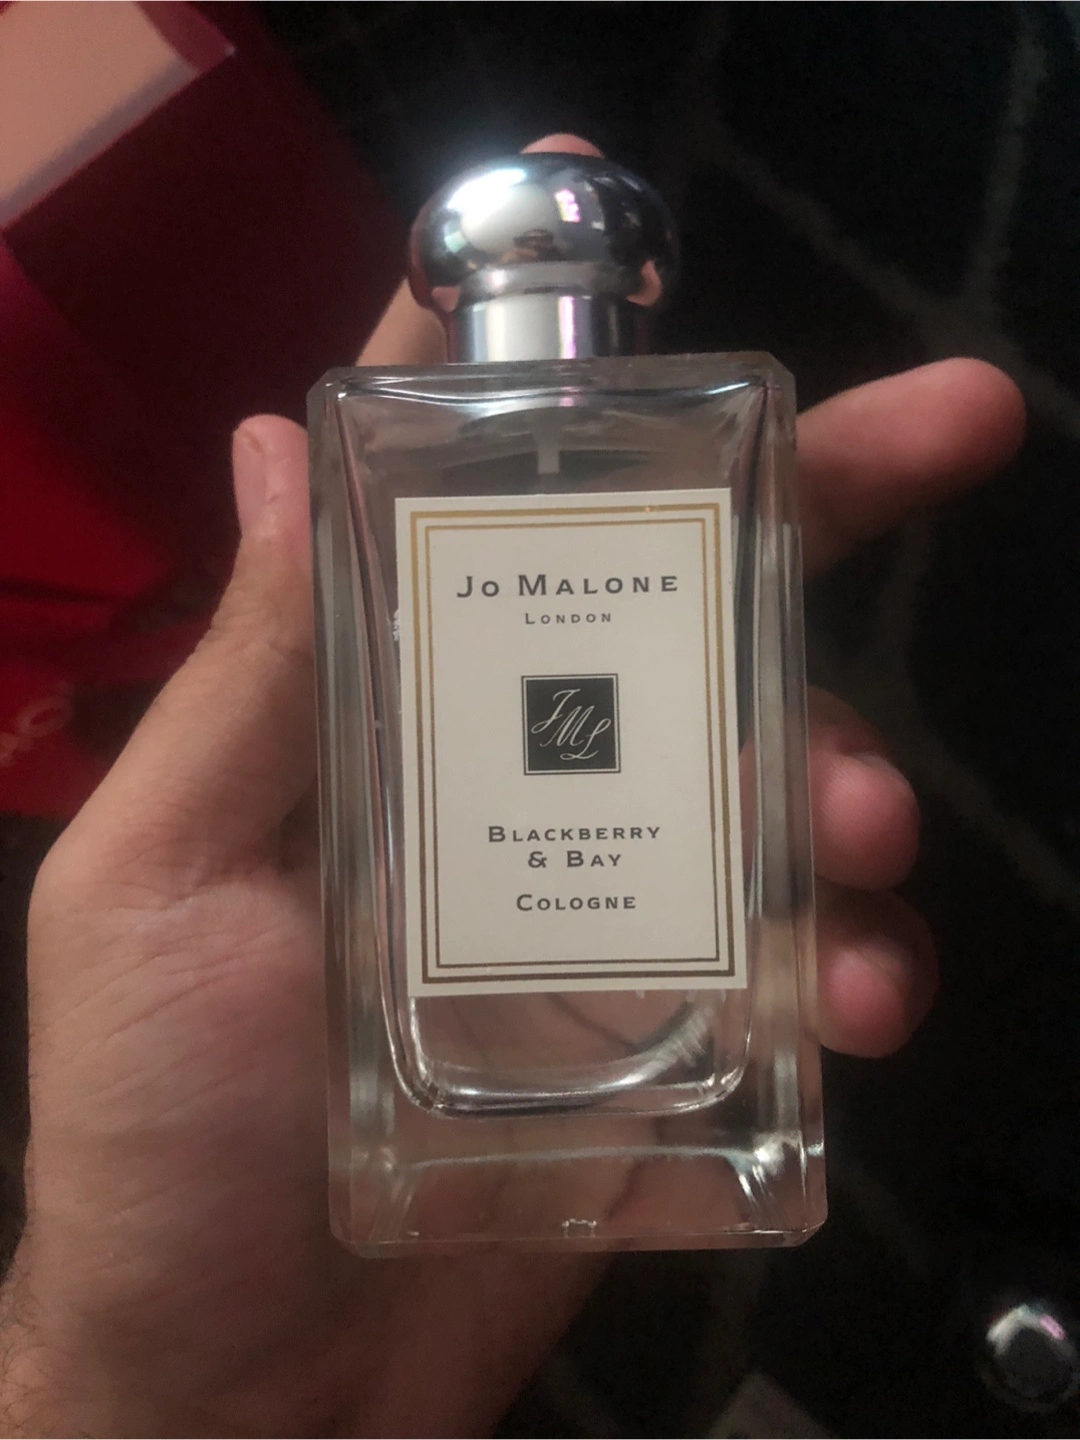 Jo Malone
London
JML
Blackberry
& Bay
Cologne